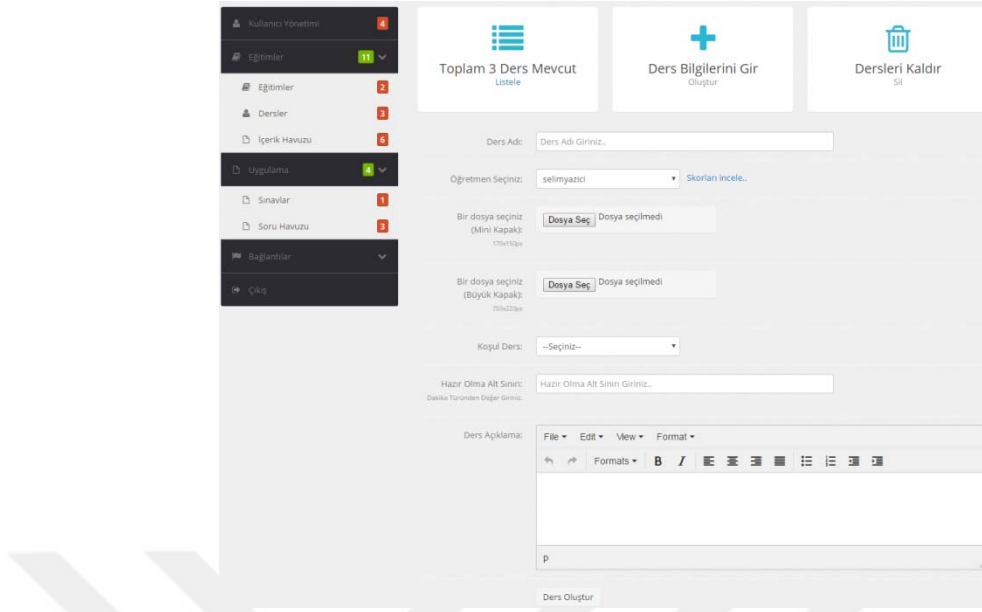 Kullanıcı Yönetimi 4
Eğitimler 11
Eğitimler 2
Dersler 3
İçerik Havuzu 6
Uygulama 4
Sınavlar 1
Soru Havuzu 3
Bağlantılar
Çıkış
Toplam 3 Ders Mevcut
Listele
Ders Bilgilerini Gir
Oluştur
Dersleri Kaldır
Sil
Ders Adı: Ders Adı Giriniz..
Öğretmen Seçiniz: selimyazici Skorları incele..
Bir dosya seçiniz
(Mini Kapak):
170x150px
Dosya Seç Dosya seçilmedi
Bir dosya seçiniz
(Büyük Kapak):
750x220px
Dosya Seç Dosya seçilmedi
Koşul Ders: --Seçiniz--
Hazır Olma Alt Sınırı: Hazır Olma Alt Sınırı Giriniz..
Dakika Türünden Değer Giriniz.
Ders Açıklama:
File Edit View Format
Formats B I
p
Ders Oluştur